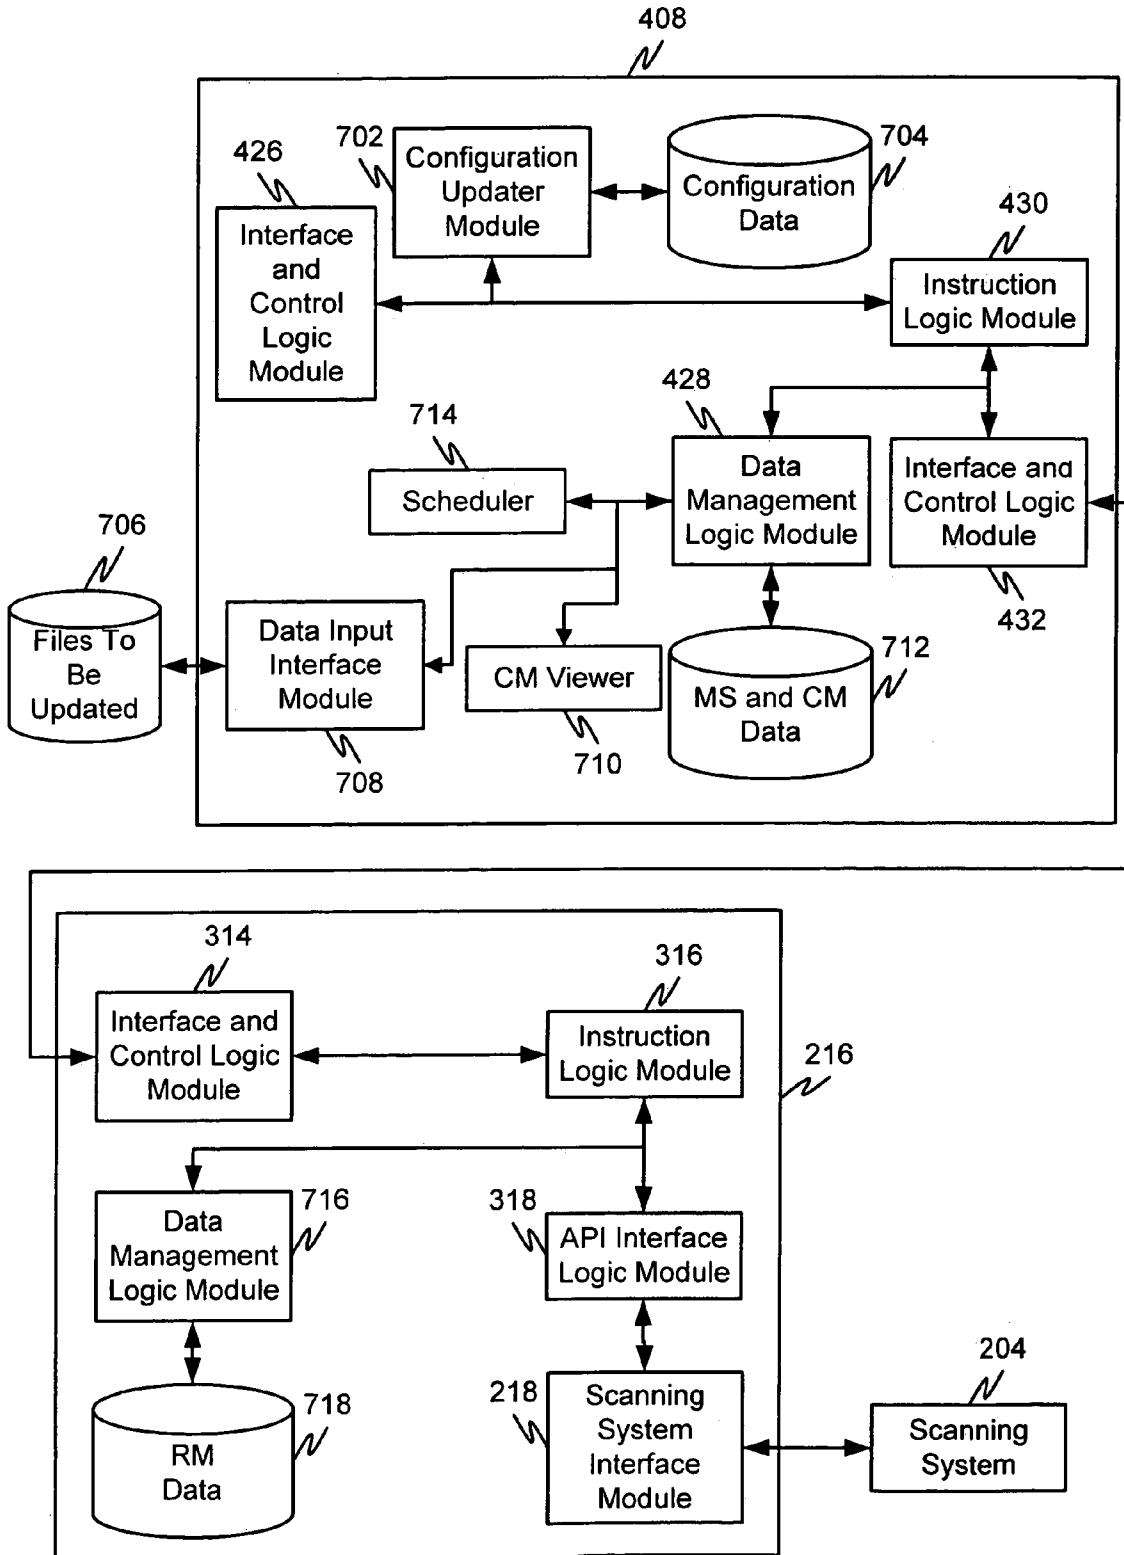 408
702
Configuration
Updater
Module
Configuration
Data
704
426
Interface
and
Control
Logic
Module
430
Instruction
Logic Module
428
714
Scheduler
Data
Management
Logic Module
Interface and
Control Logic
Module
432
706
Files To
Be
Updated
Data Input
Interface
Module
708
CM Viewer
710
MS and CM
Data
712
314
Interface and
Control Logic
Module
316
Instruction
Logic Module
216
Data
Management
Logic Module
716
318
API Interface
Logic Module
RM
Data
718
218
Scanning
System
Interface
Module
204
Scanning
System